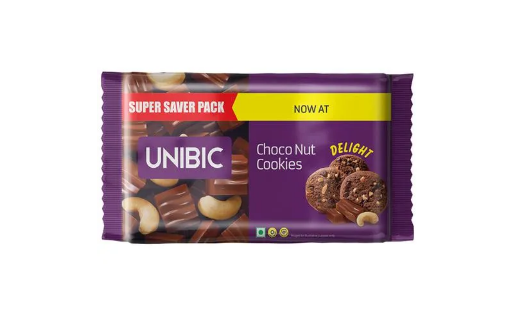 SUPER SAVER PACK
NOW AT
UNIBIC
Choco Nut
Cookies
DELIGHT